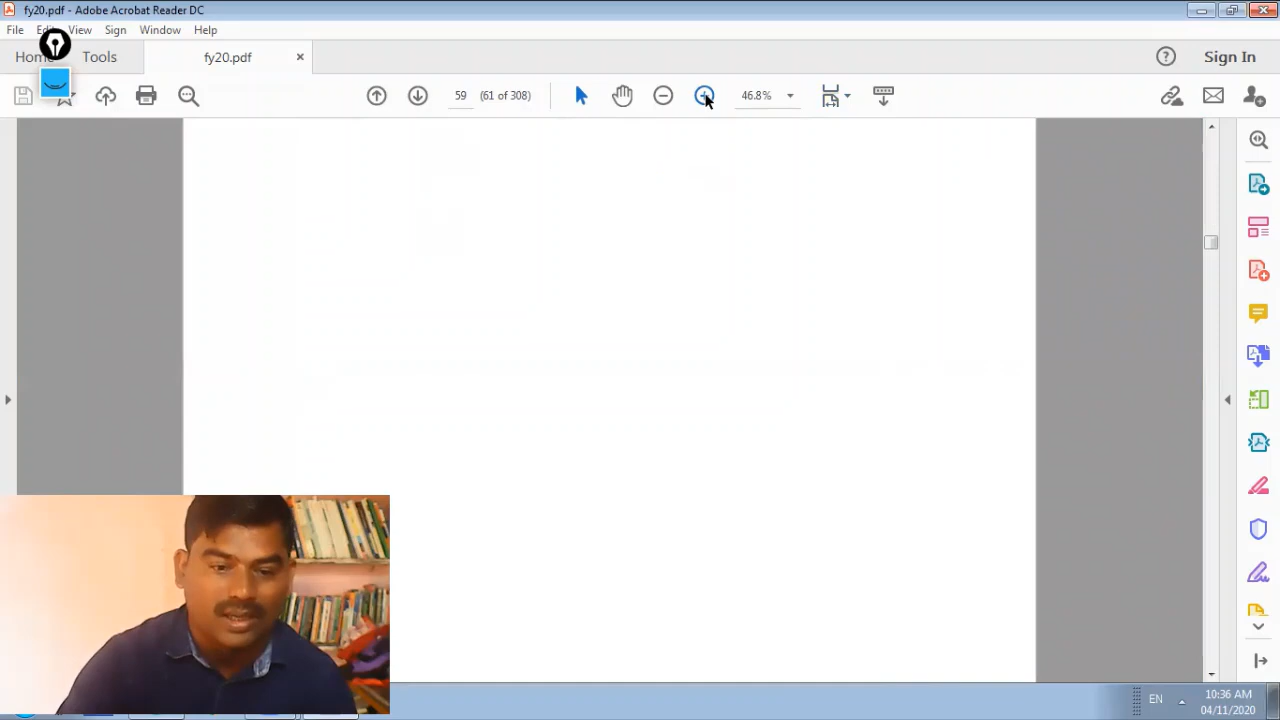 fy20.pdf - Adobe Acrobat Reader DC
File Edit View Sign Window Help
Home Tools fy20.pdf × Sign In
59 (61 of 308) 46.8%
EN 10:36 AM
04/11/2020